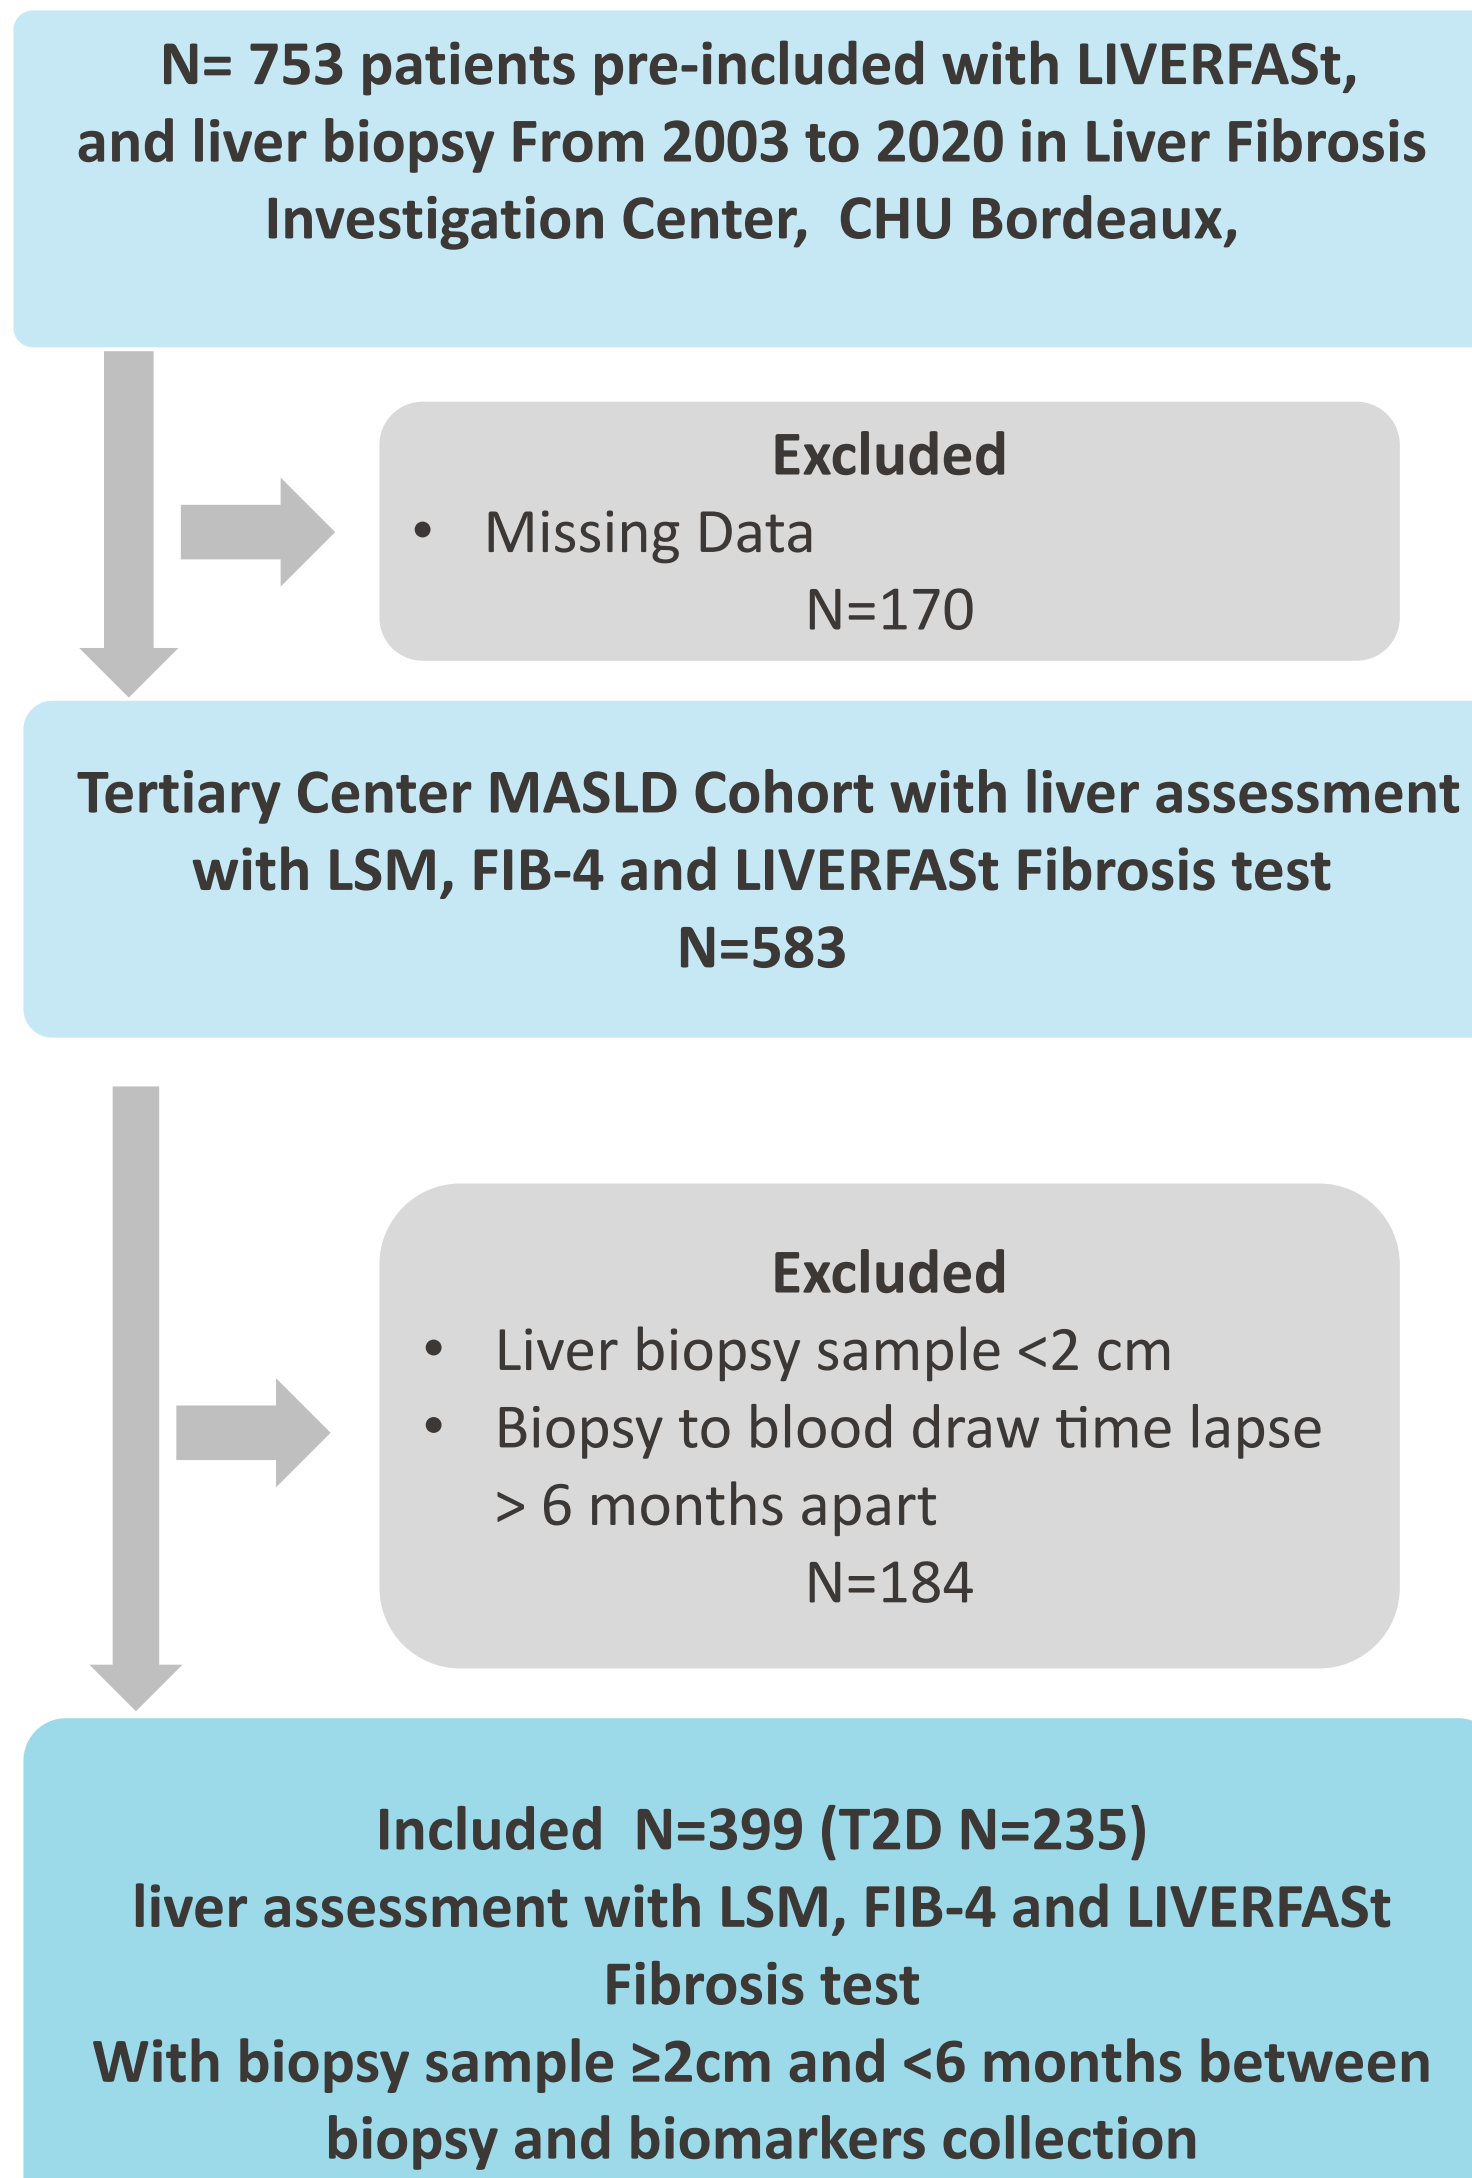 N= 753 patients pre-included with LIVERFASt,
and liver biopsy From 2003 to 2020 in Liver Fibrosis
Investigation Center,  CHU Bordeaux,
Excluded
• Missing Data
N=170
Tertiary Center MASLD Cohort with liver assessment
with LSM, FIB-4 and LIVERFASt Fibrosis test
N=583
Excluded
• Liver biopsy sample <2 cm
• Biopsy to blood draw time lapse
> 6 months apart
N=184
Included  N=399 (T2D N=235)
liver assessment with LSM, FIB-4 and LIVERFASt
Fibrosis test
With biopsy sample ≥2cm and <6 months between
biopsy and biomarkers collection